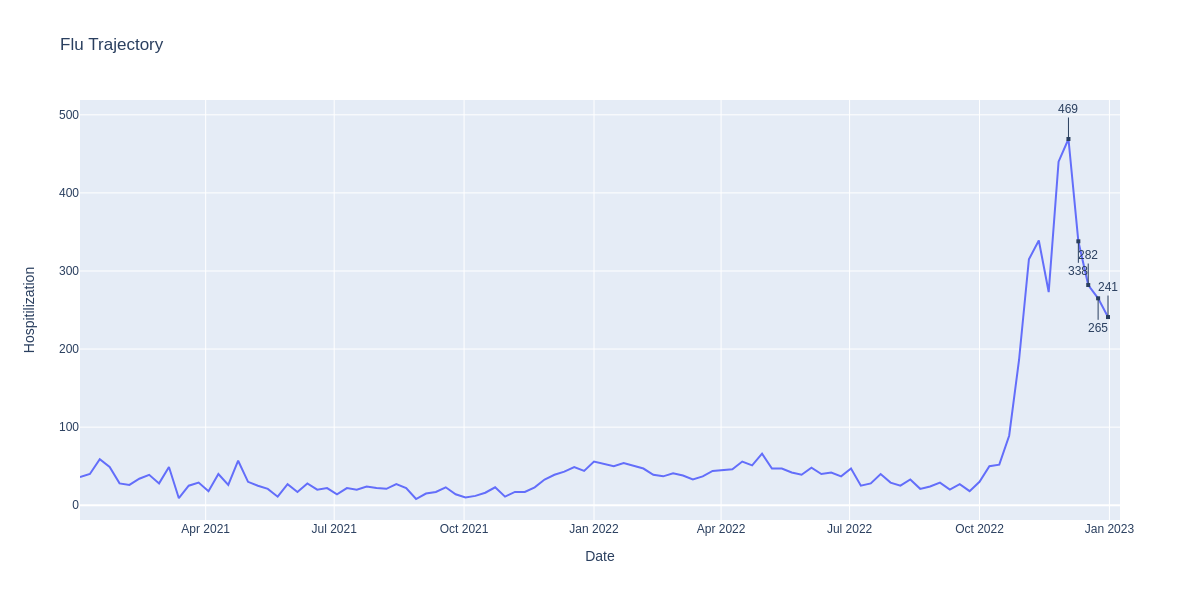 Flu Trajectory
Hospitilization
500
400
300
200
100
0
469
282
338
241
265
Apr 2021
Jul 2021
Oct 2021
Jan 2022
Apr 2022
Jul 2022
Oct 2022
Jan 2023
Date